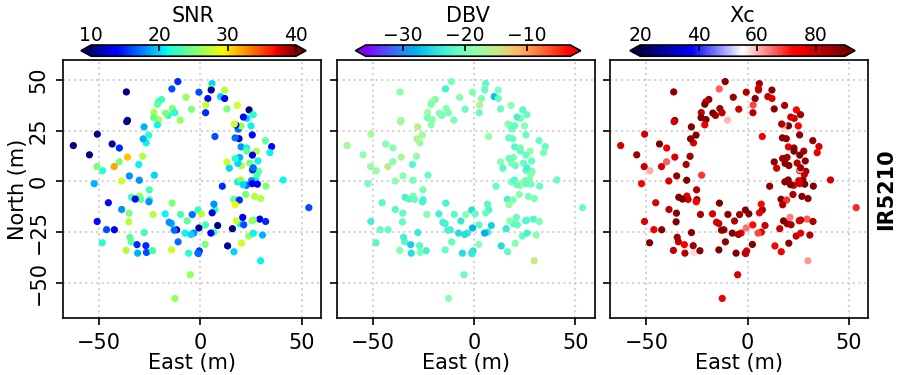 SNR DBV Xc
10 20 30 40 −30 −20 −10 20 40 60 80
50
25
0
−25
−50
North (m)
IR5210
−50 0 50 −50 0 50 −50 0 50
East (m) East (m) East (m)